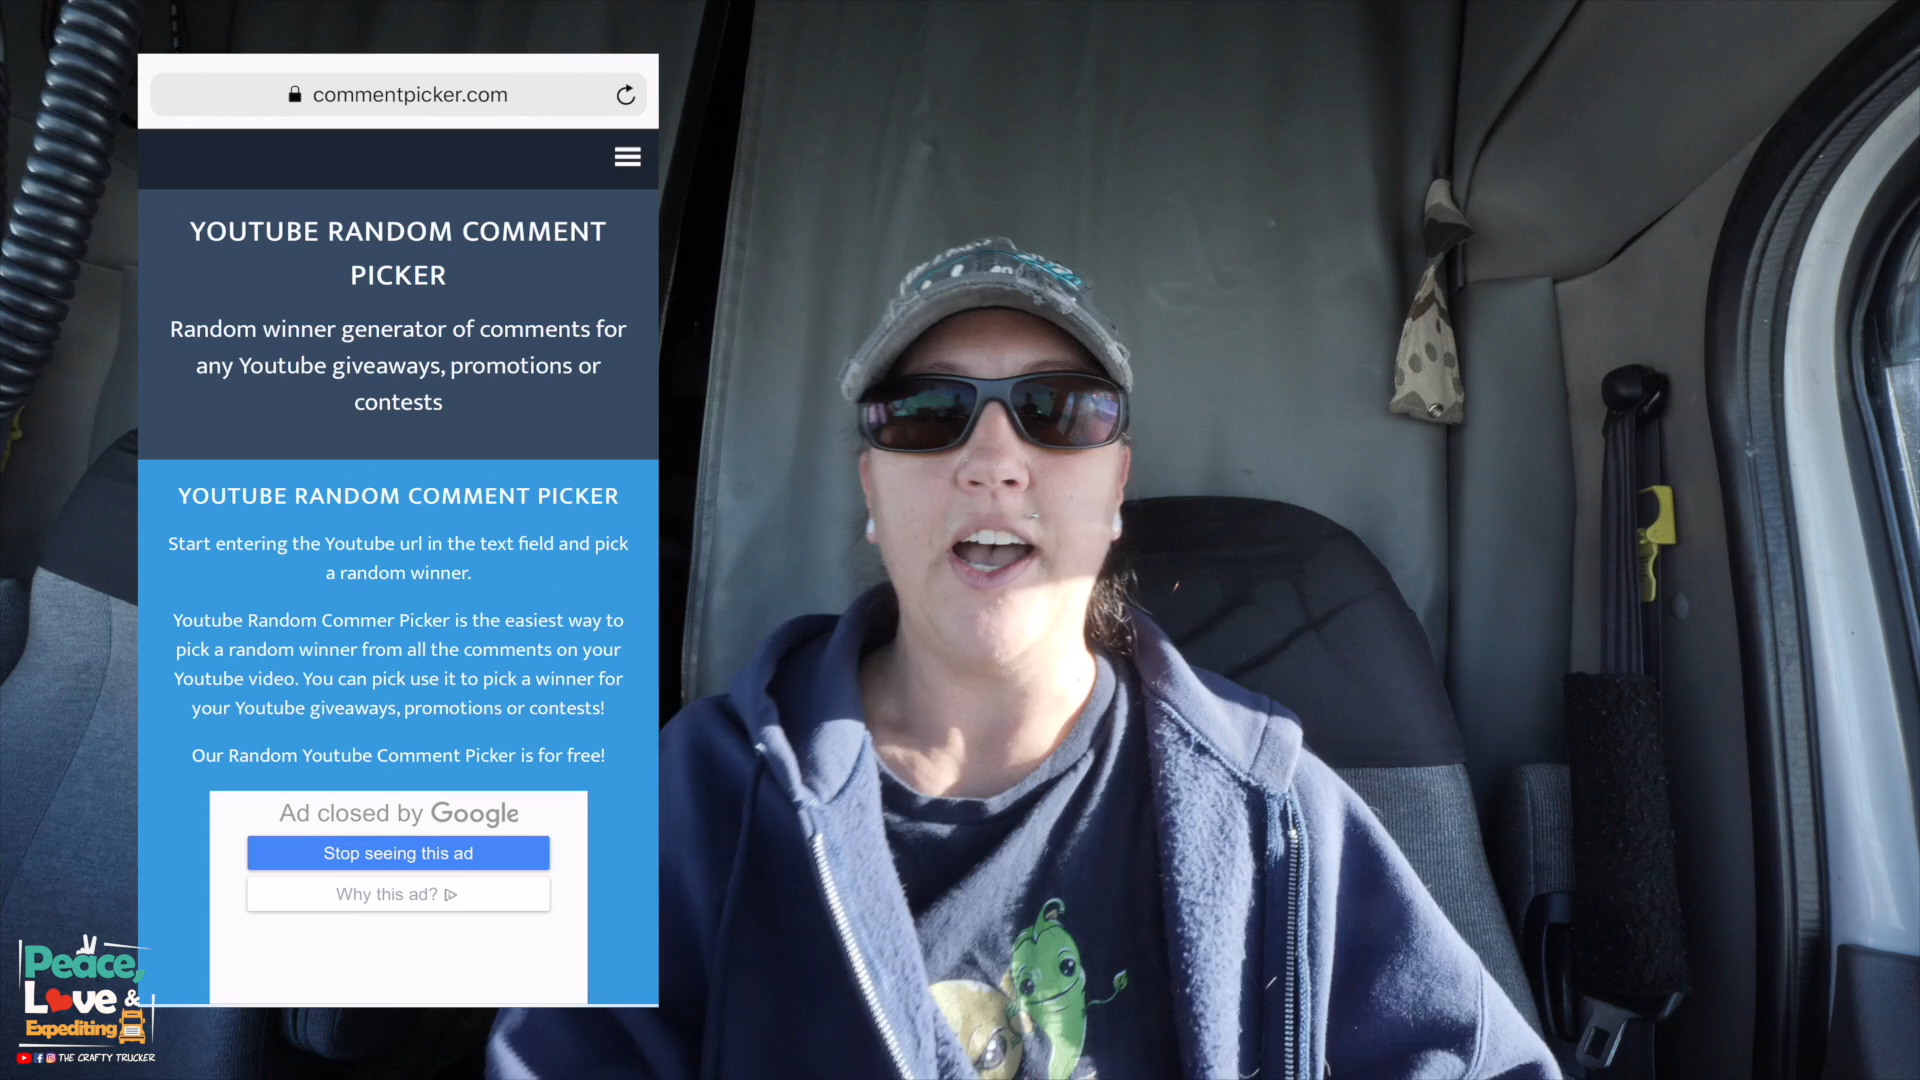 commentpicker.com
YOUTUBE RANDOM COMMENT
PICKER
Random winner generator of comments for
any Youtube giveaways, promotions or
contests
YOUTUBE RANDOM COMMENT PICKER
Start entering the Youtube url in the text field and pick
a random winner.
Youtube Random Commer Picker is the easiest way to
pick a random winner from all the comments on your
Youtube video. You can pick use it to pick a winner for
your Youtube giveaways, promotions or contests!
Our Random Youtube Comment Picker is for free!
Ad closed by Google
Stop seeing this ad
Why this ad?
Peace,
Love &
Expediting
THE CRAFTY TRUCKER